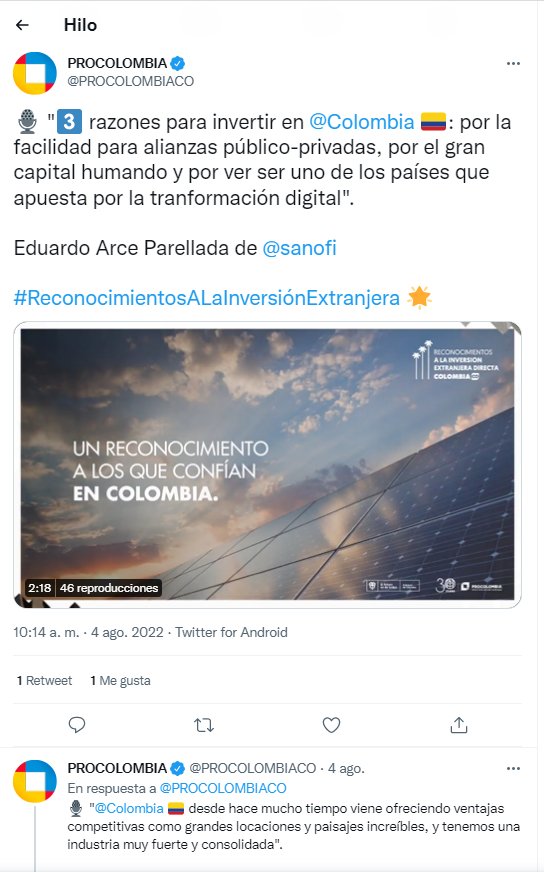 Hilo
PROCOLOMBIA
@PROCOLOMBIACO
"3 razones para invertir en @Colombia : por la
facilidad para alianzas público-privadas, por el gran
capital humando y por ver ser uno de los países que
apuesta por la tranformación digital".
Eduardo Arce Parellada de @sanofi
#ReconocimientosALaInversiónExtranjera
RECONOCIMIENTOS
A LA INVERSIÓN
EXTRANJERA DIRECTA
COLOMBIA CO
UN RECONOCIMIENTO
A LOS QUE CONFÍAN
EN COLOMBIA.
2:18 46 reproducciones
30 PROCOLOMBIA
10:14 a. m. · 4 ago. 2022 · Twitter for Android
1 Retweet 1 Me gusta
PROCOLOMBIA @PROCOLOMBIACO · 4 ago.
En respuesta a @PROCOLOMBIACO
"@Colombia desde hace mucho tiempo viene ofreciendo ventajas
competitivas como grandes locaciones y paisajes increíbles, y tenemos una
industria muy fuerte y consolidada".